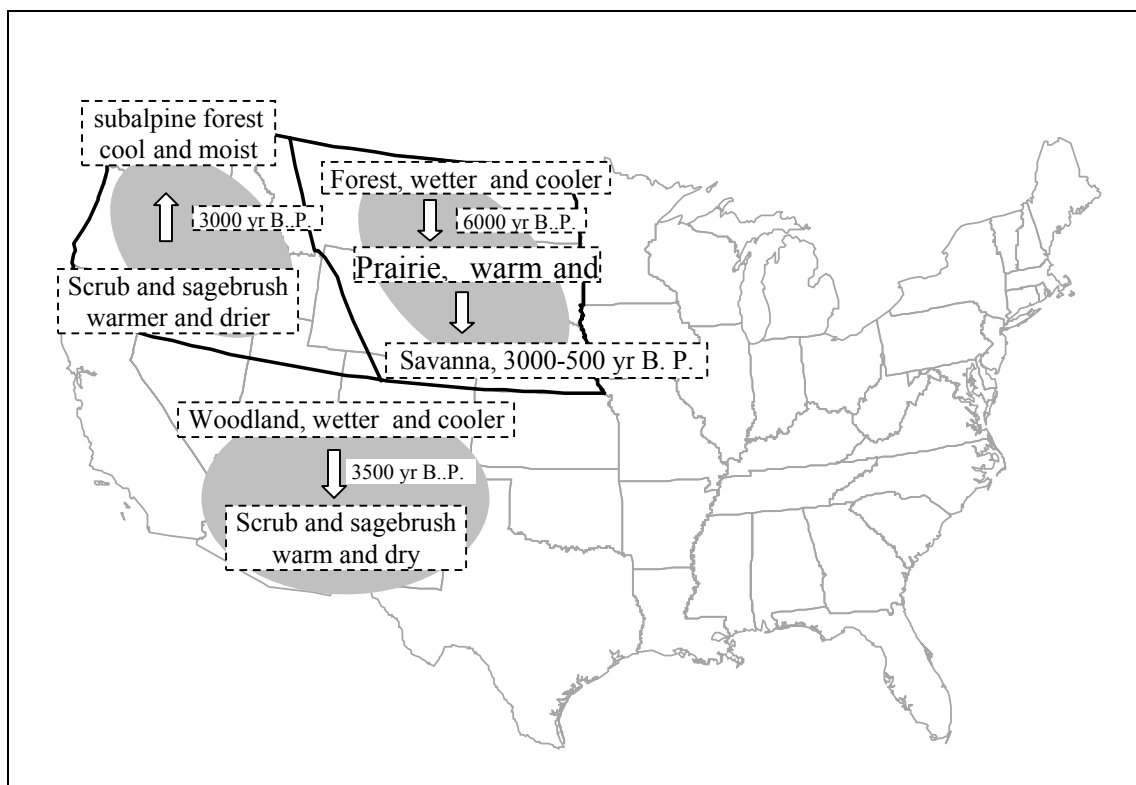 subalpine forest
cool and moist
3000 yr B..P.
Scrub and sagebrush
warmer and drier
Forest, wetter and cooler
6000 yr B..P.
Prairie, warm and
Savanna, 3000-500 yr B. P.
Woodland, wetter and cooler
3500 yr B..P.
Scrub and sagebrush
warm and dry